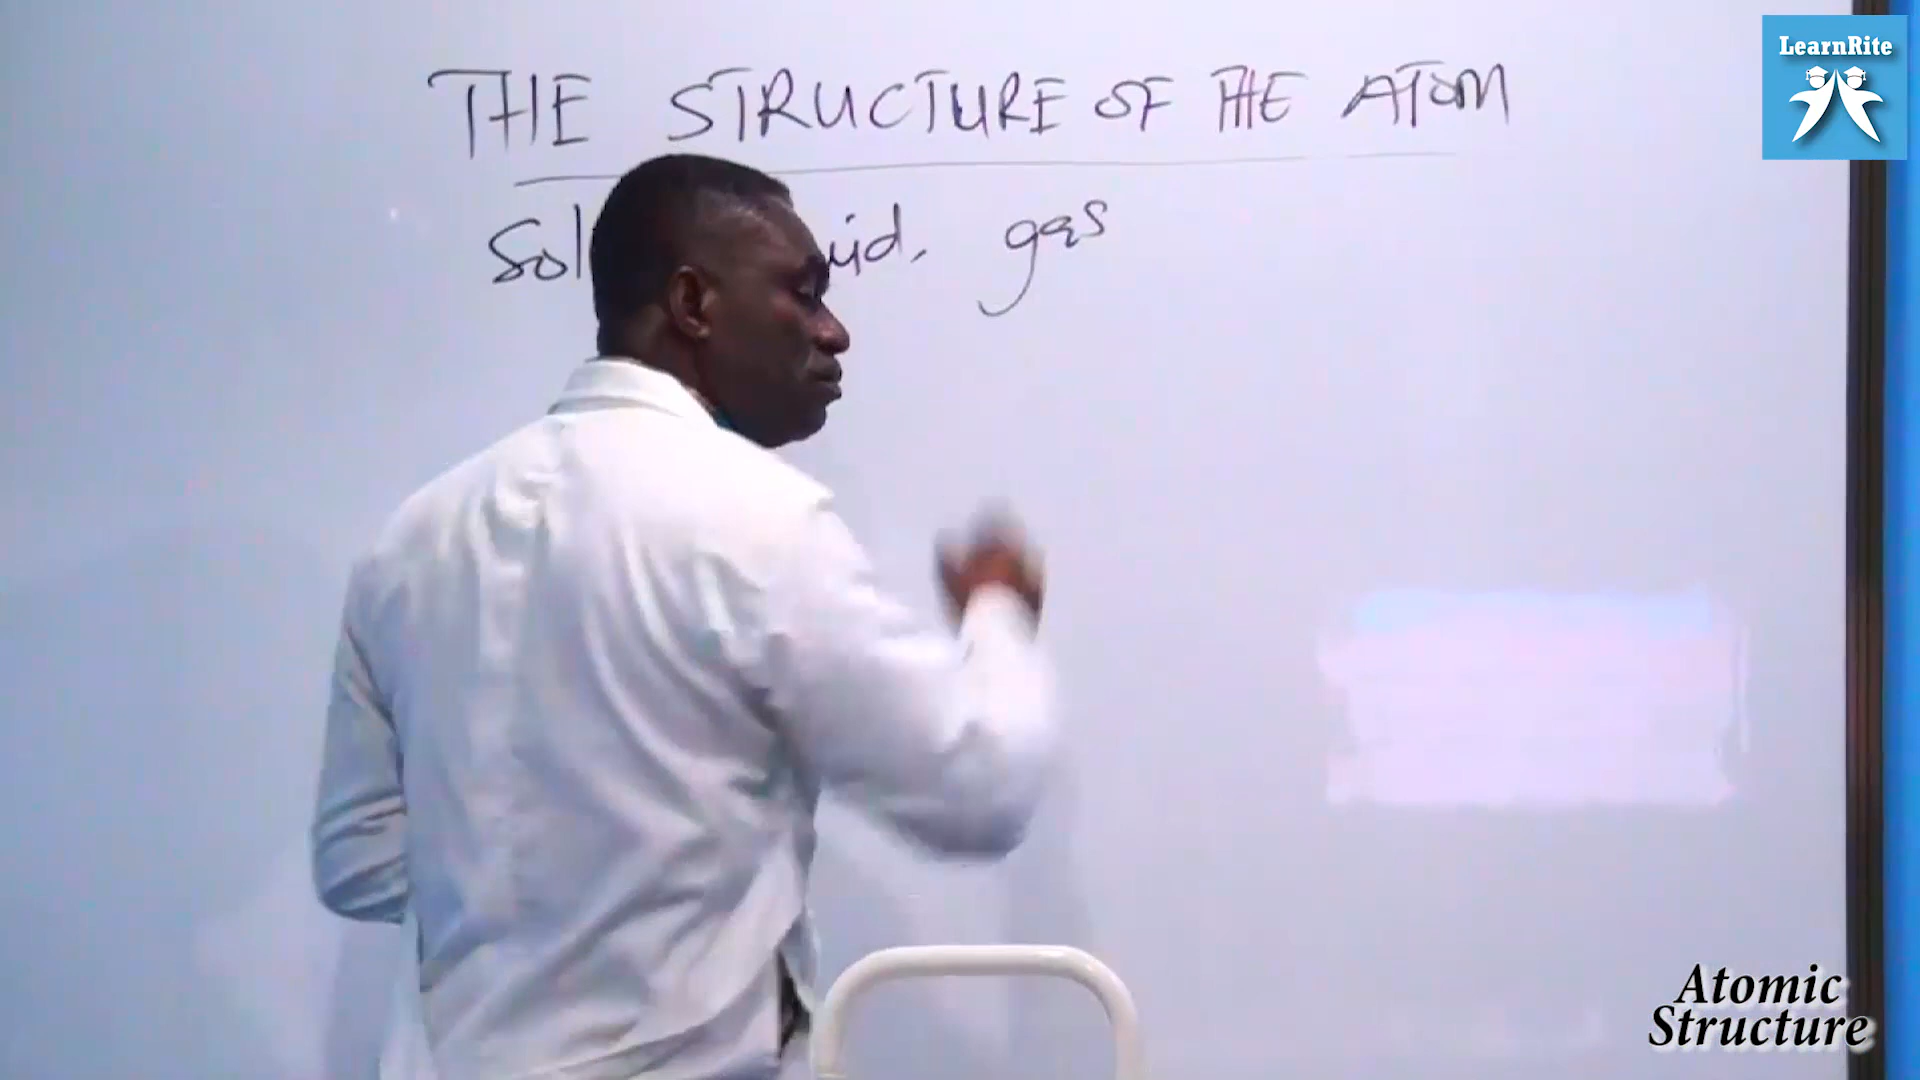 THE STRUCTURE OF THE ATOM
gas
LearnRite
Atomic
Structure